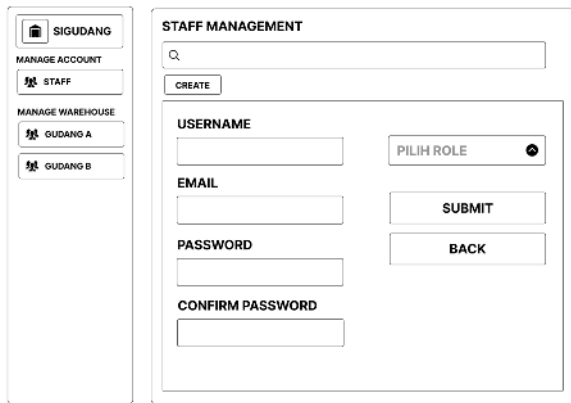 SIGUDANG
MANAGE ACCOUNT
STAFF
MANAGE WAREHOUSE
GUDANG A
GUDANG B
STAFF MANAGEMENT
CREATE
USERNAME
PILIH ROLE
EMAIL
SUBMIT
PASSWORD
BACK
CONFIRM PASSWORD